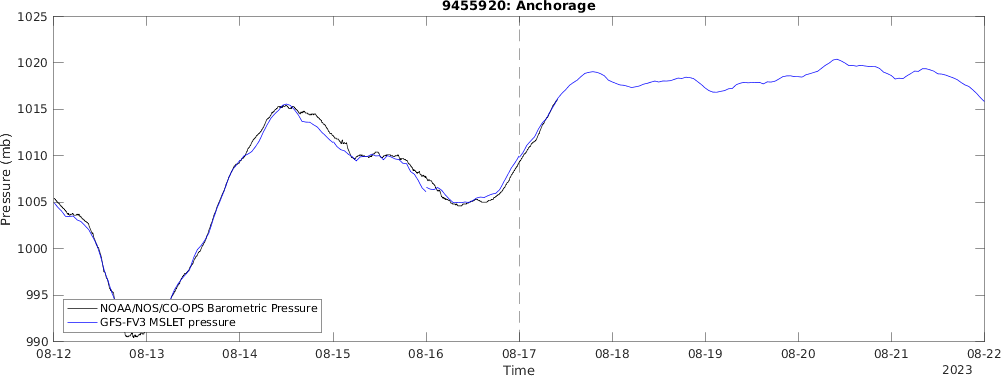 9455920: Anchorage
1025
1020
1015
1010
1005
1000
995
990
Pressure (mb)
NOAA/NOS/CO-OPS Barometric Pressure
GFS-FV3 MSLET pressure
08-12 08-13 08-14 08-15 08-16 08-17 08-18 08-19 08-20 08-21 08-22
Time
2023